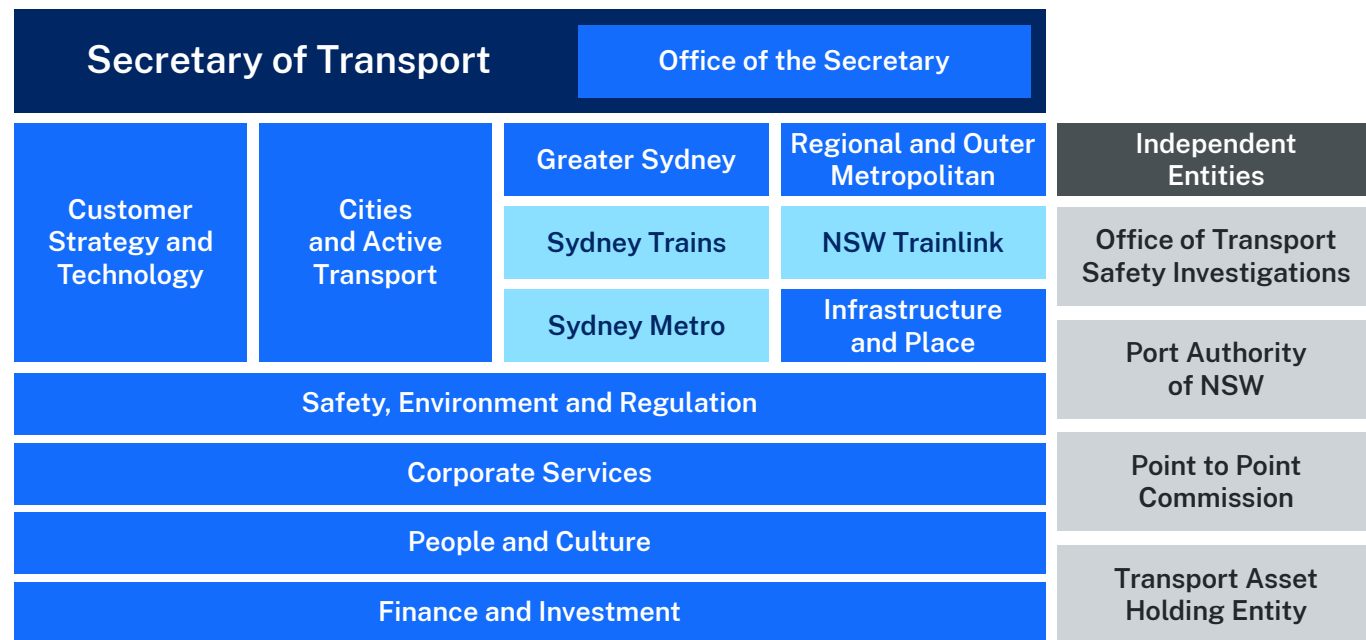 Secretary of Transport
Office of the Secretary
Customer
Strategy and
Technology
Cities
and Active
Transport
Greater Sydney
Sydney Trains
Sydney Metro
Regional and Outer
Metropolitan
NSW Trainlink
Infrastructure
and Place
Safety, Environment and Regulation
Corporate Services
People and Culture
Finance and Investment
Independent
Entities
Office of Transport
Safety Investigations
Port Authority
of NSW
Point to Point
Commission
Transport Asset
Holding Entity